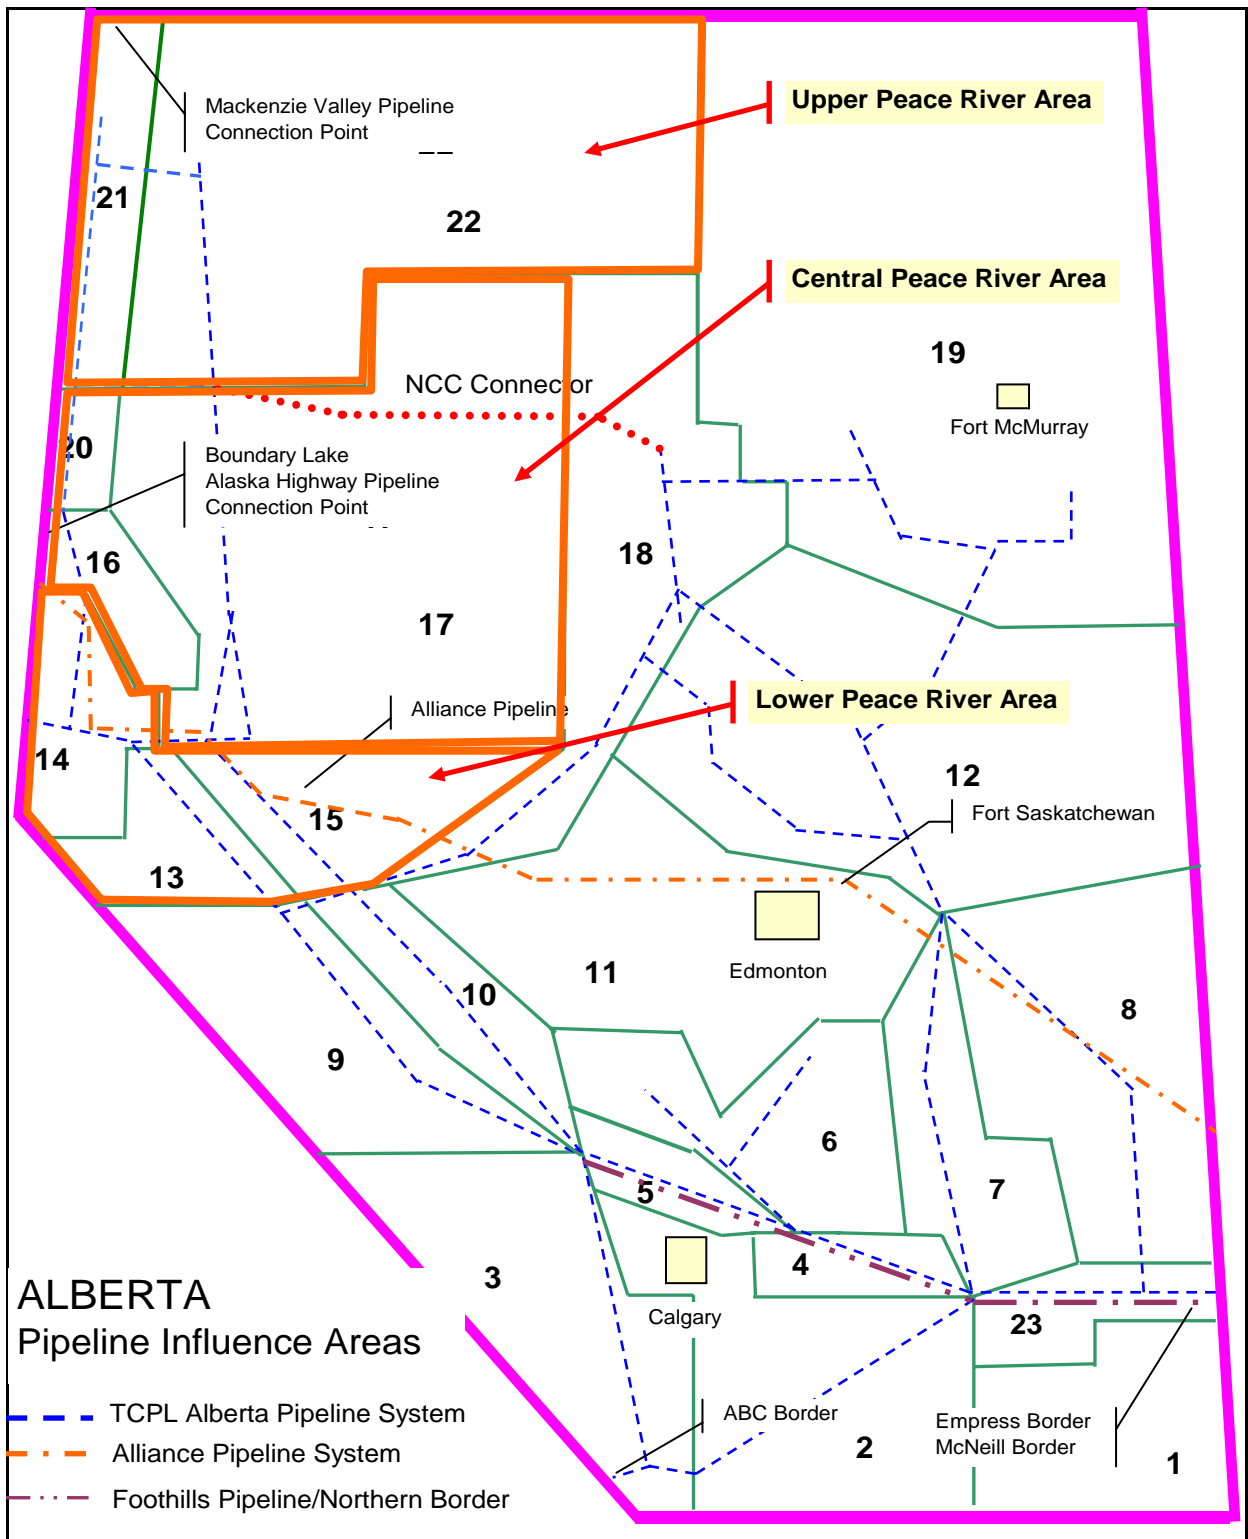 Mackenzie Valley Pipeline
Connection Point
Upper Peace River Area
21
22
Central Peace River Area
19
NCC Connector
Fort McMurray
20
Boundary Lake
Alaska Highway Pipeline
Connection Point
16
18
17
Lower Peace River Area
Alliance Pipeline
14
12
15
Fort Saskatchewan
13
Edmonton
11
10
8
9
6
7
5
4
3
ALBERTA
Pipeline Influence Areas
Calgary
23
TCPL Alberta Pipeline System
Alliance Pipeline System
Foothills Pipeline/Northern Border
ABC Border
2
Empress Border
McNeill Border
1